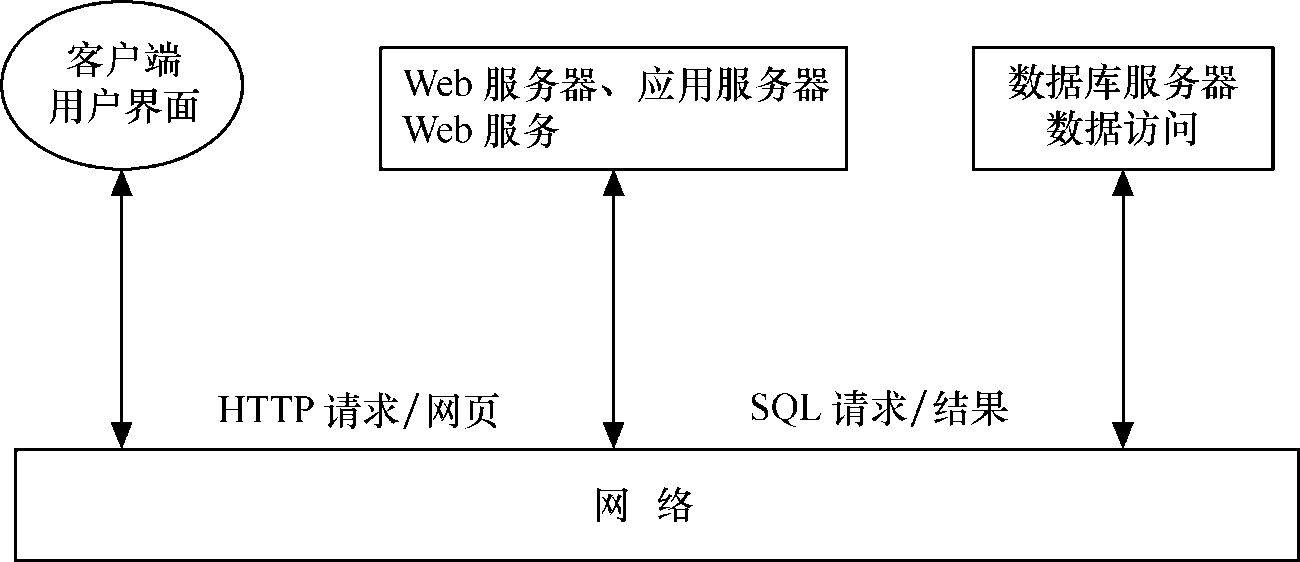 客户端
用户界面
Web 服务器、应用服务器
Web 服务
数据库服务器
数据访问
HTTP 请求/网页
SQL 请求/结果
网 络